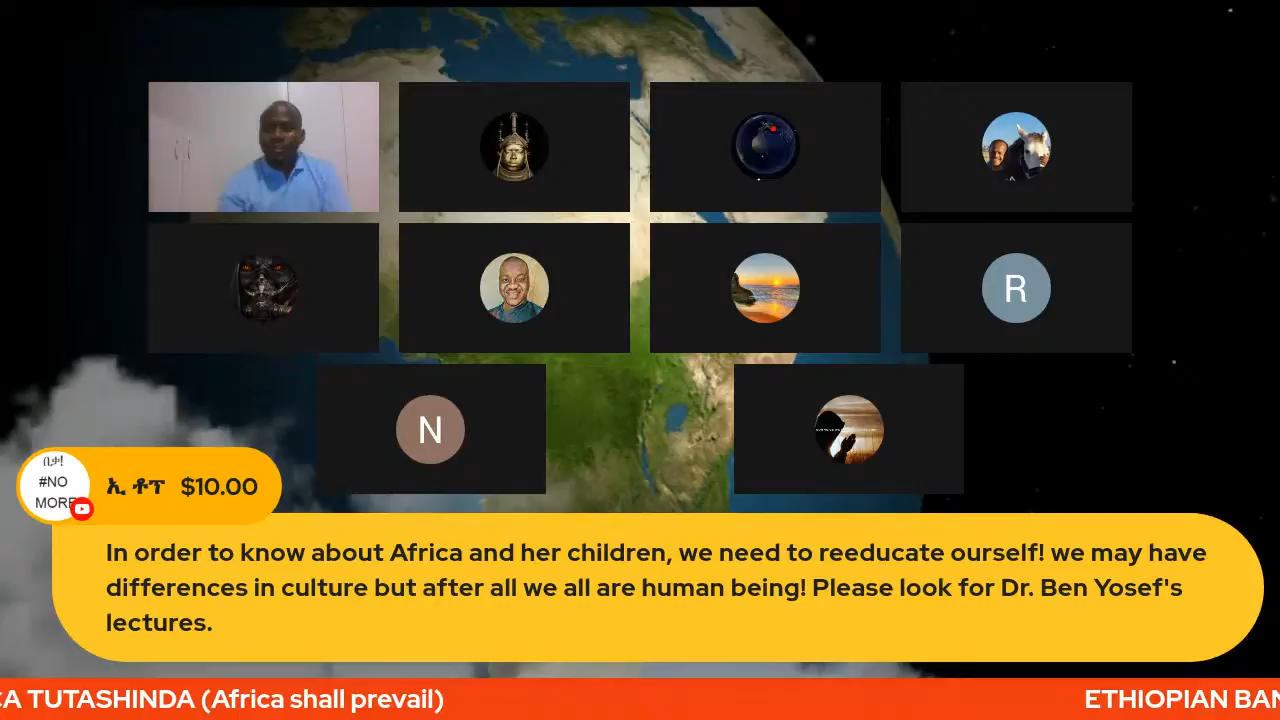 R
N
በቃ!
#NO
MORE
ኢ ቶፕ $10.00
In order to know about Africa and her children, we need to reeducate ourself! we may have
differences in culture but after all we all are human being! Please look for Dr. Ben Yosef's
lectures.
CA TUTASHINDA (Africa shall prevail)
ETHIOPIAN BAN